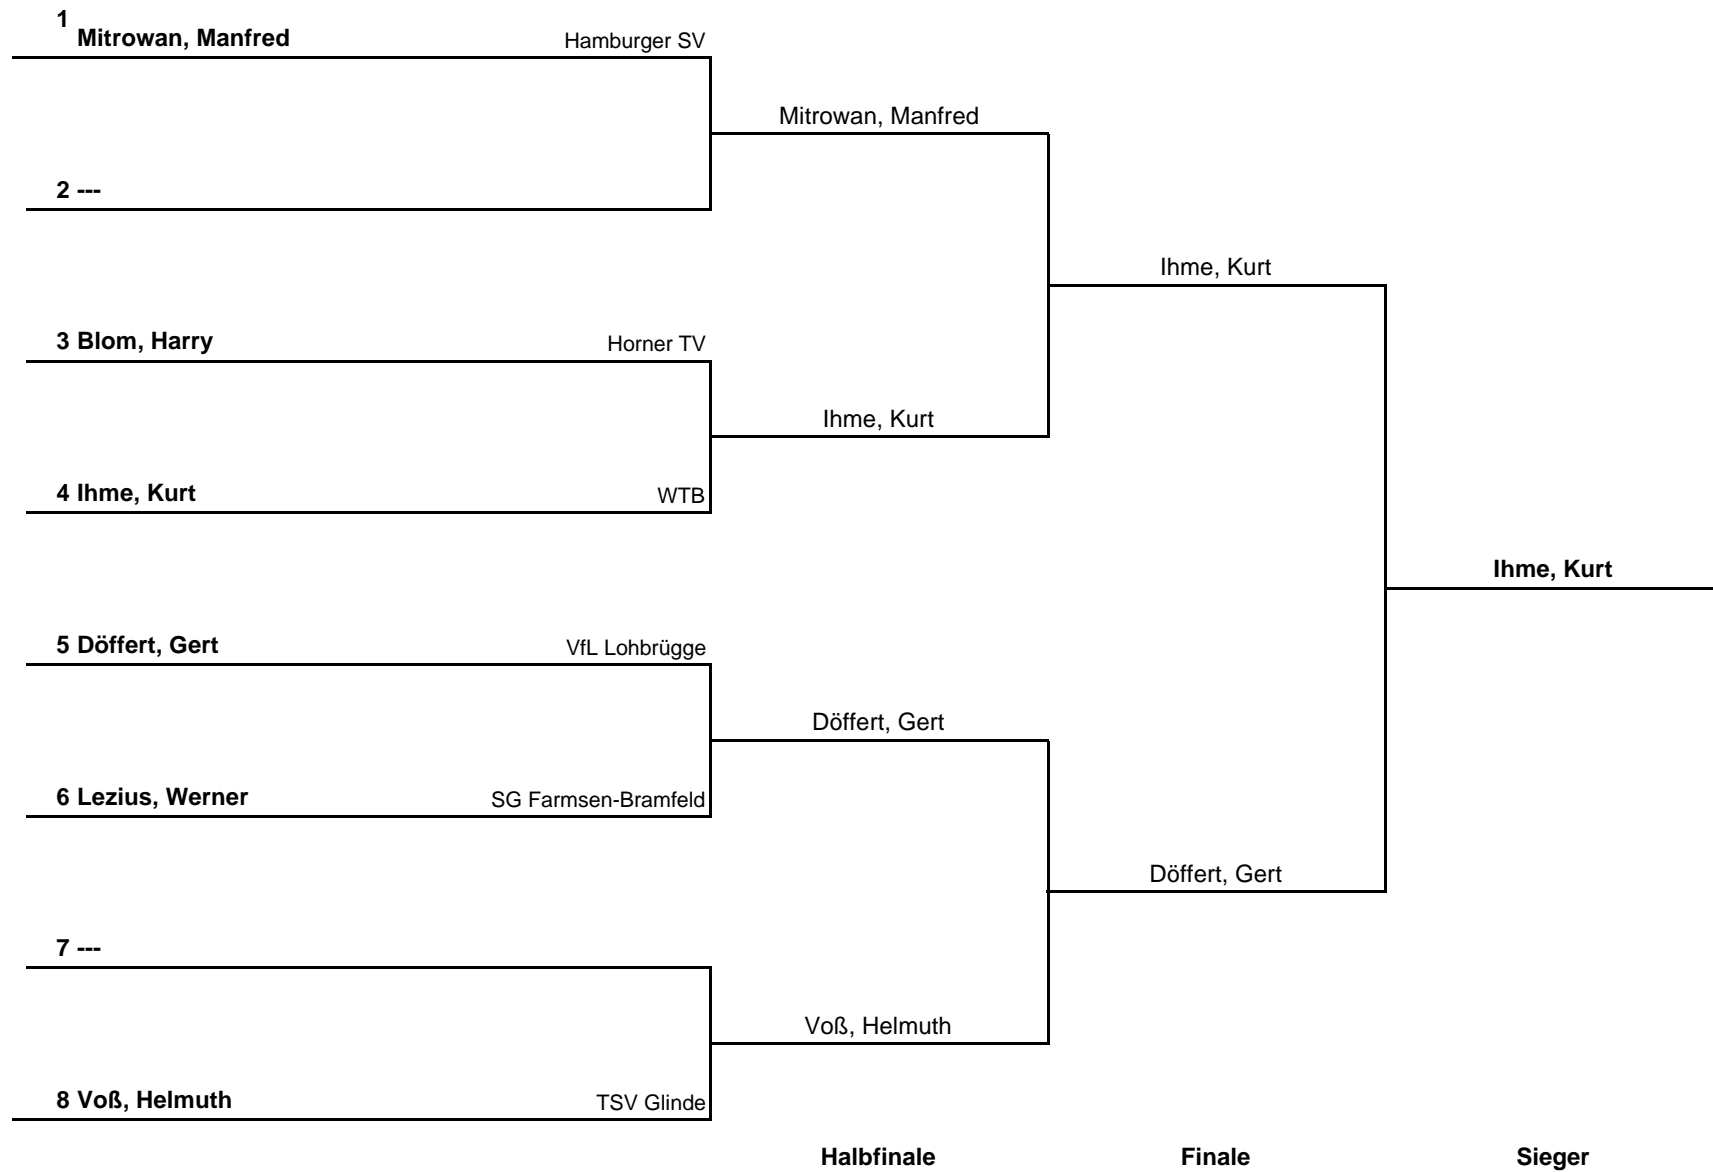 1
Mitrowan, Manfred Hamburger SV
Mitrowan, Manfred
2 ---
Ihme, Kurt
3 Blom, Harry Horner TV
Ihme, Kurt
4 Ihme, Kurt WTB
Ihme, Kurt
5 Döffert, Gert VfL Lohbrügge
Döffert, Gert
6 Lezius, Werner SG Farmsen-Bramfeld
Döffert, Gert
7 ---
Voß, Helmuth
8 Voß, Helmuth TSV Glinde
Halbfinale Finale Sieger